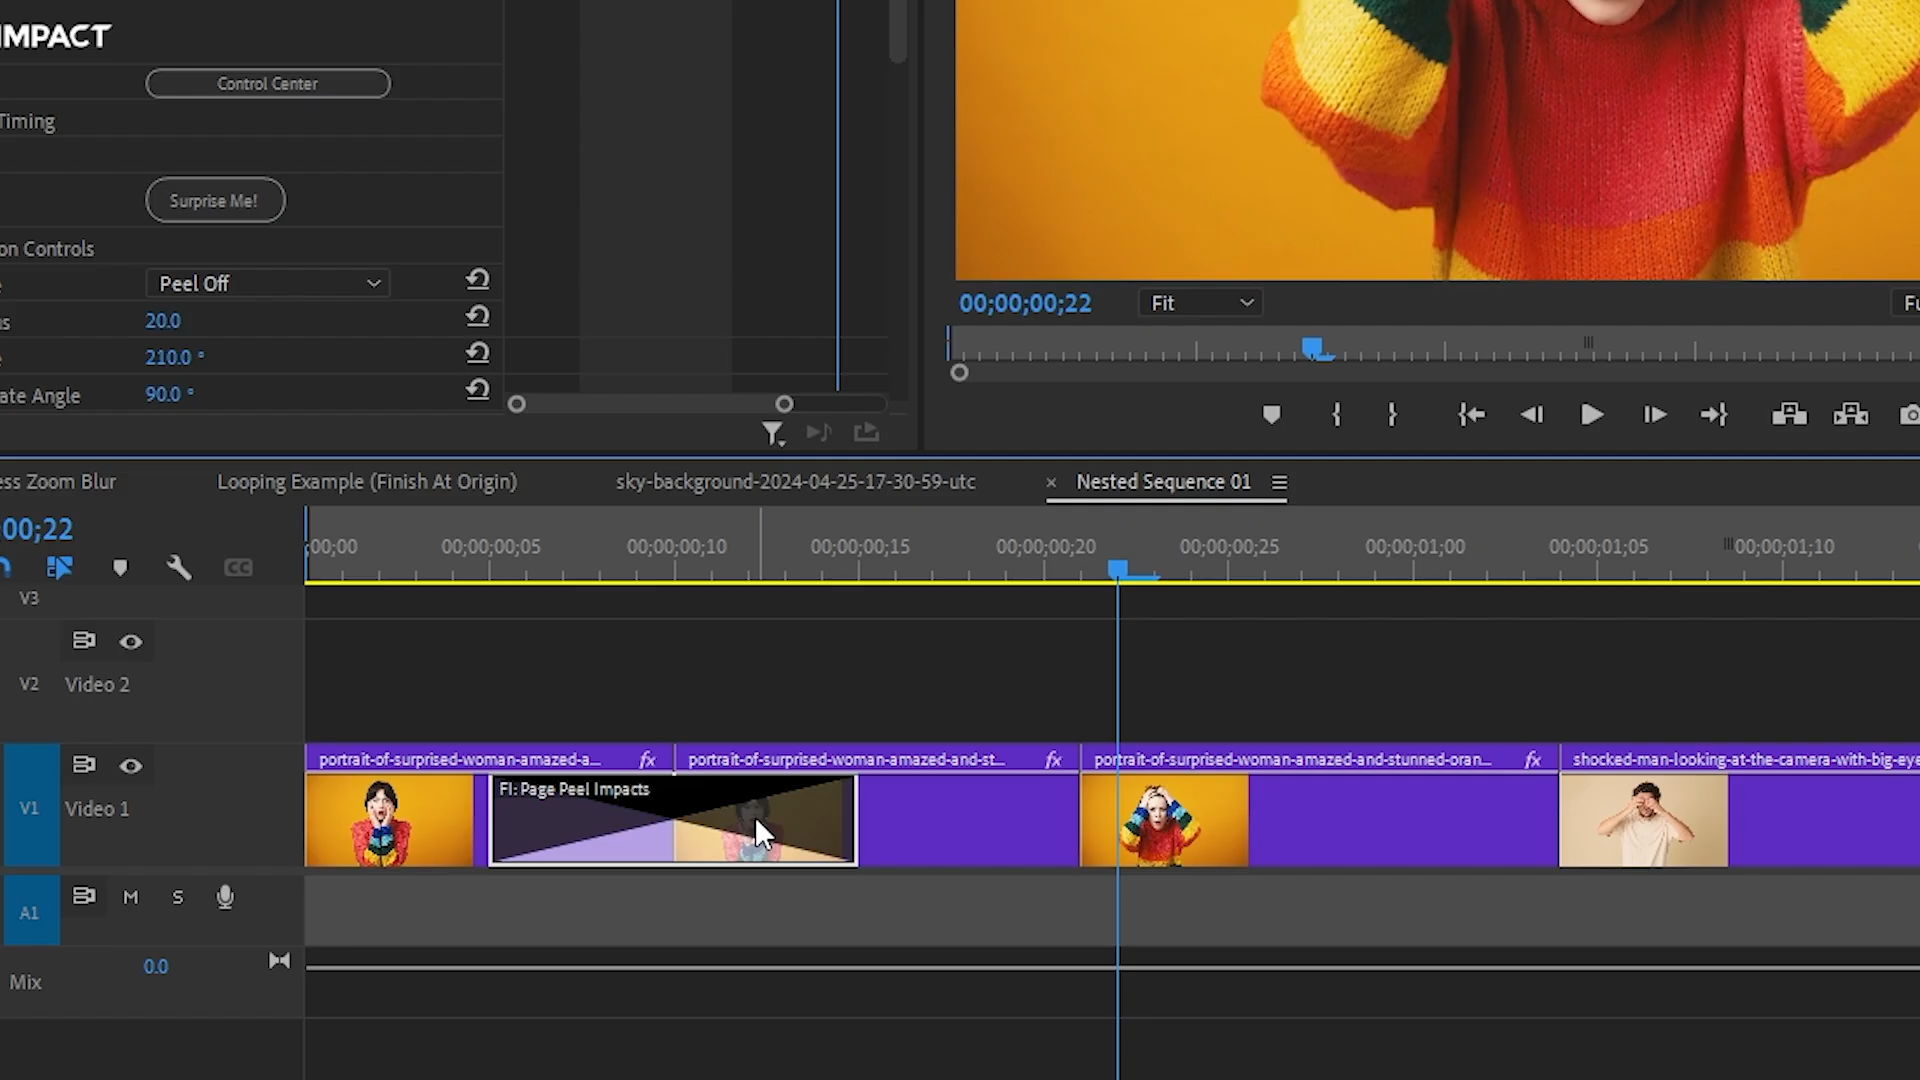 IMPACT
Control Center
Timing
Surprise Me!
on Controls
Peel Off
20.0
210.0 °
ate Angle
90.0 °
00;00;00;22
Fit
Fu
ess Zoom Blur
Looping Example (Finish At Origin)
sky-background-2024-04-25-17-30-59-utc
× Nested Sequence 01
00;22
:00;00
00;00;00;05
00;00;00;10
00;00;00;15
00;00;00;20
00;00;00;25
00;00;01;00
00;00;01;05
00;00;01;10
CC
V3
V2 Video 2
portrait-of-surprised-woman-amazed-a... fx
portrait-of-surprised-woman-amazed-and-st... fx
portrait-of-surprised-woman-amazed-and-stunned-oran... fx
shocked-man-looking-at-the-camera-with-big-eye
FI: Page Peel Impacts
V1 Video 1
A1 M S
Mix 0.0